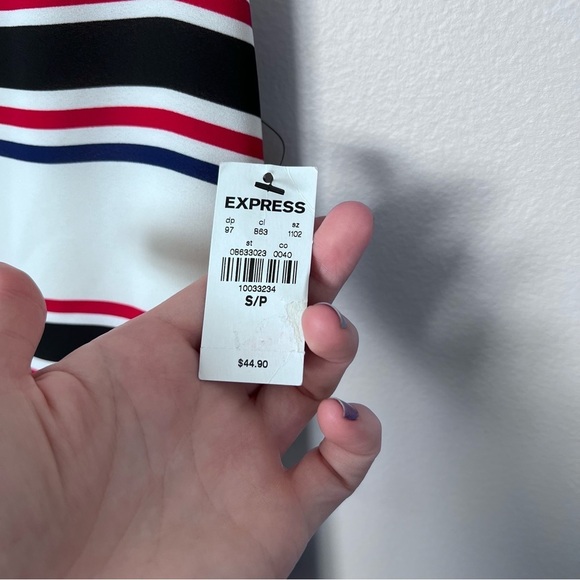 EXPRESS
dp cl sz
97 863 1102
st co
08633023 0040
10033234
S/P
$44.90